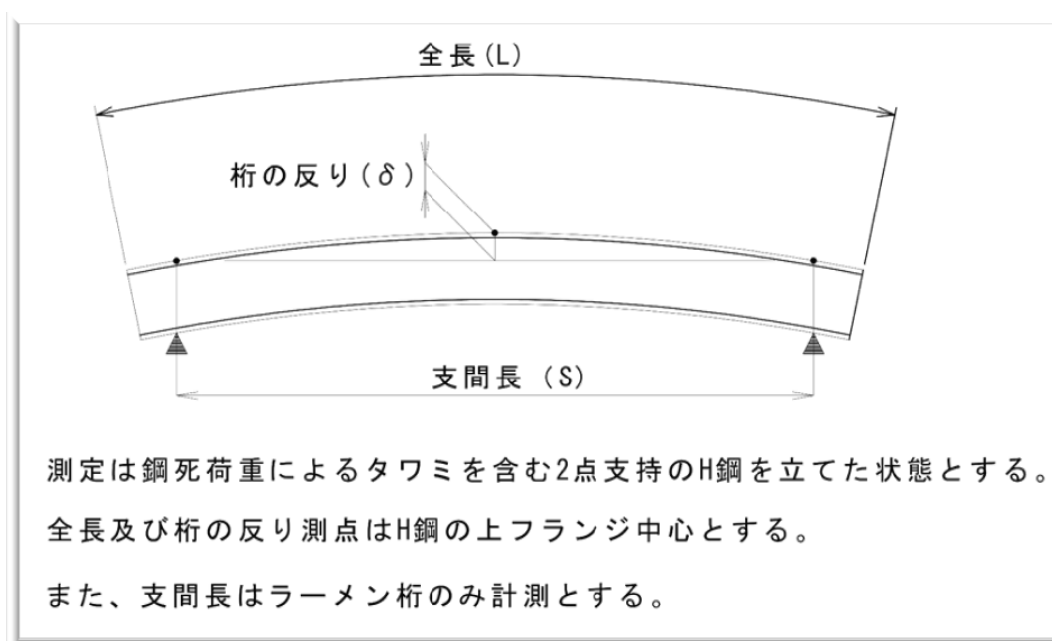 全長(L)
桁の反り(δ)
支間長 (S)
測定は鋼死荷重によるタワミを含む2点支持のH鋼を立てた状態とする。
全長及び桁の反り測点はH鋼の上フランジ中心とする。
また、支間長はラーメン桁のみ計測とする。